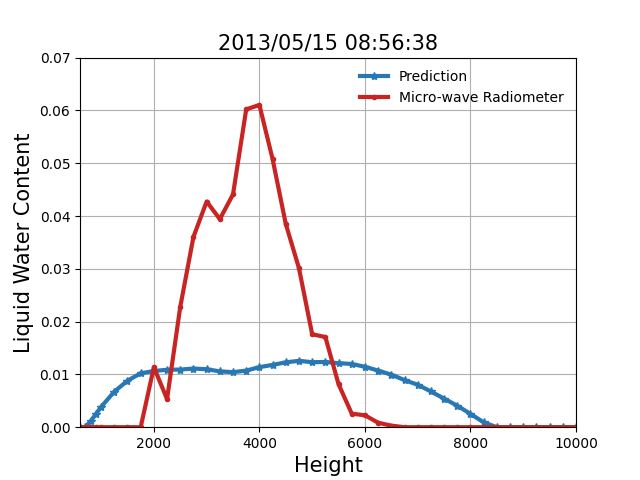 2013/05/15 08:56:38
0.07
0.06
0.05
0.04
0.03
0.02
0.01
0.00
Liquid Water Content
Prediction
Micro-wave Radiometer
2000 4000 6000 8000 10000
Height